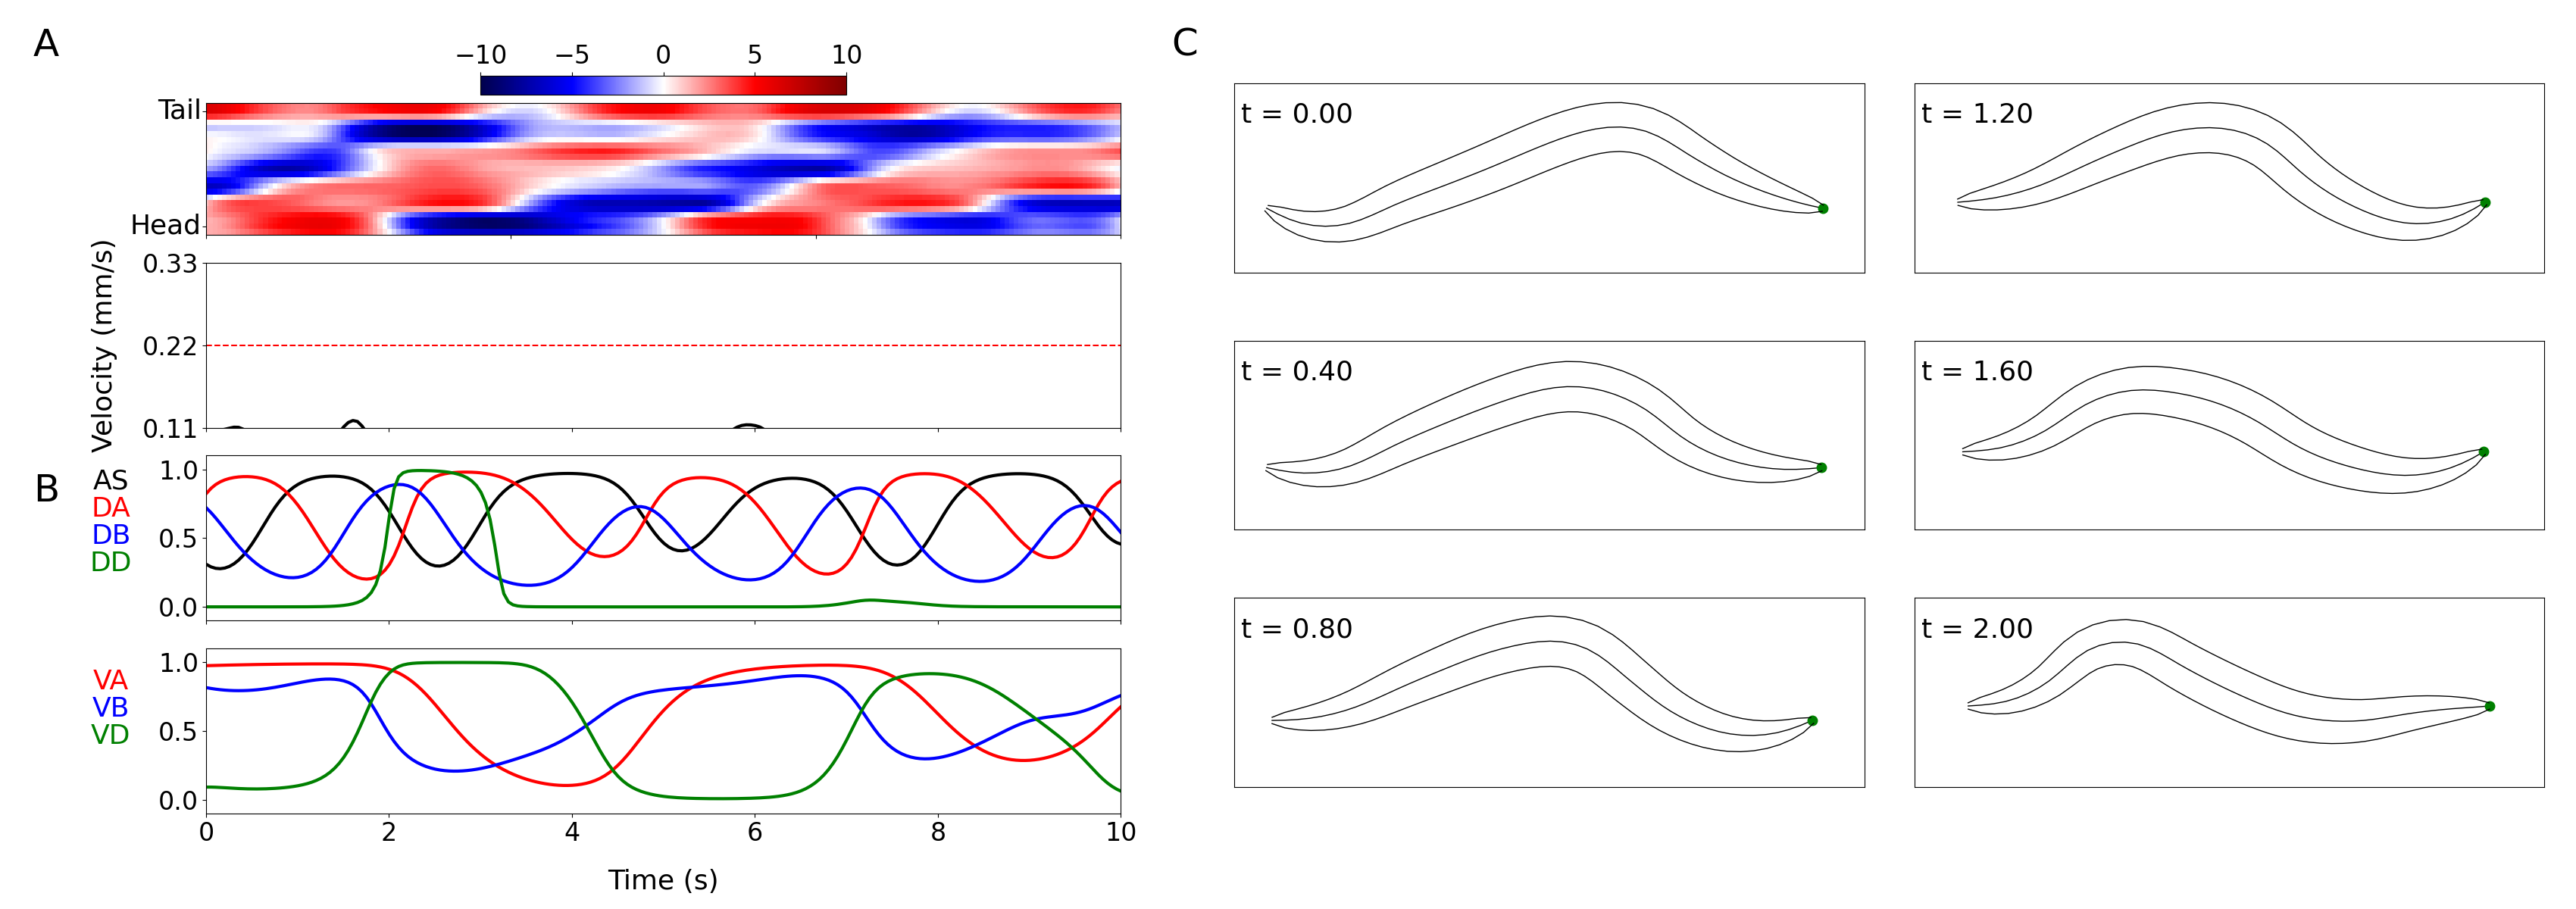 A
−10 −5 0 5 10
Tail
Head
Velocity (mm/s)
0.33
0.22
0.11
B
AS
DA
DB
DD
1.0
0.5
0.0
VA
VB
VD
1.0
0.5
0.0
0 2 4 6 8 10
Time (s)
C
t = 0.00
t = 1.20
t = 0.40
t = 1.60
t = 0.80
t = 2.00